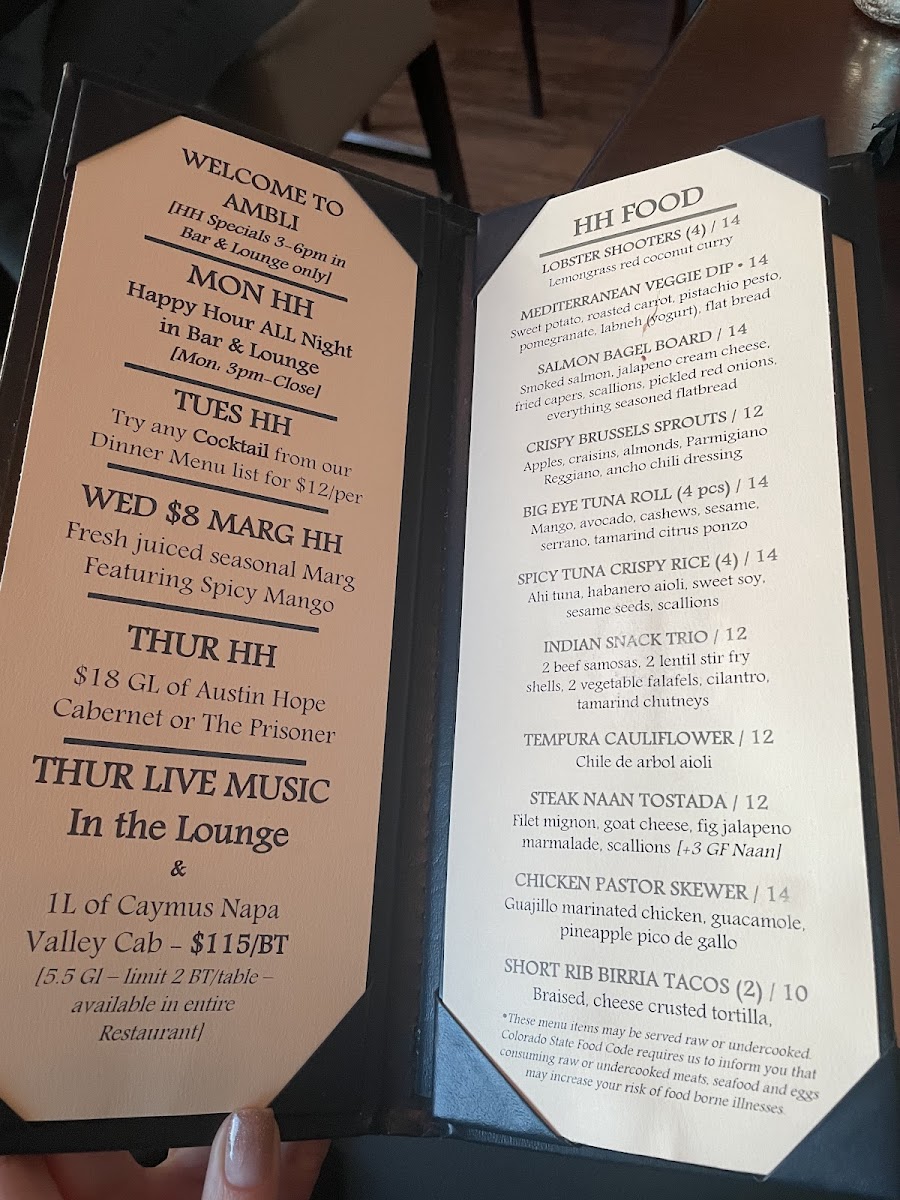 WELCOME TO
AMBLI
[HH Specials 3-6pm in
Bar & Lounge only]
MON HH
Happy Hour ALL Night
in Bar & Lounge
[Mon, 3pm-Close]
TUES HH
Try any Cocktail from our
Dinner Menu list for $12/per
WED $8 MARG HH
Fresh juiced seasonal Marg
Featuring Spicy Mango
THUR HH
$18 GL of Austin Hope
Cabernet or The Prisoner
THUR LIVE MUSIC
In the Lounge
&
1L of Caymus Napa
Valley Cab - $115/BT
[5.5 Gl – limit 2 BT/table –
available in entire
Restaurant]
HH FOOD
LOBSTER SHOOTERS (4) / 14
Lemongrass red coconut curry
MEDITERRANEAN VEGGIE DIP • 14
Sweet potato, roasted carrot, pistachio pesto,
pomegranate, labneh (yogurt), flat bread
SALMON BAGEL BOARD / 14
Smoked salmon, jalapeno cream cheese,
fried capers, scallions, pickled red onions,
everything seasoned flatbread
CRISPY BRUSSELS SPROUTS / 12
Apples, craisins, almonds, Parmigiano
Reggiano, ancho chili dressing
BIG EYE TUNA ROLL (4 pcs) / 14
Mango, avocado, cashews, sesame,
serrano, tamarind citrus ponzo
SPICY TUNA CRISPY RICE (4) / 14
Ahi tuna, habanero aioli, sweet soy,
sesame seeds, scallions
INDIAN SNACK TRIO / 12
2 beef samosas, 2 lentil stir fry
shells, 2 vegetable falafels, cilantro,
tamarind chutneys
TEMPURA CAULIFLOWER / 12
Chile de arbol aioli
STEAK NAAN TOSTADA / 12
Filet mignon, goat cheese, fig jalapeno
marmalade, scallions [+3 GF Naan]
CHICKEN PASTOR SKEWER / 14
Guajillo marinated chicken, guacamole,
pineapple pico de gallo
SHORT RIB BIRRIA TACOS (2) / 10
Braised, cheese crusted tortilla,
*These menu items may be served raw or undercooked.
Colorado State Food Code requires us to inform you that
consuming raw or undercooked meats, seafood and eggs
may increase your risk of food borne illnesses.